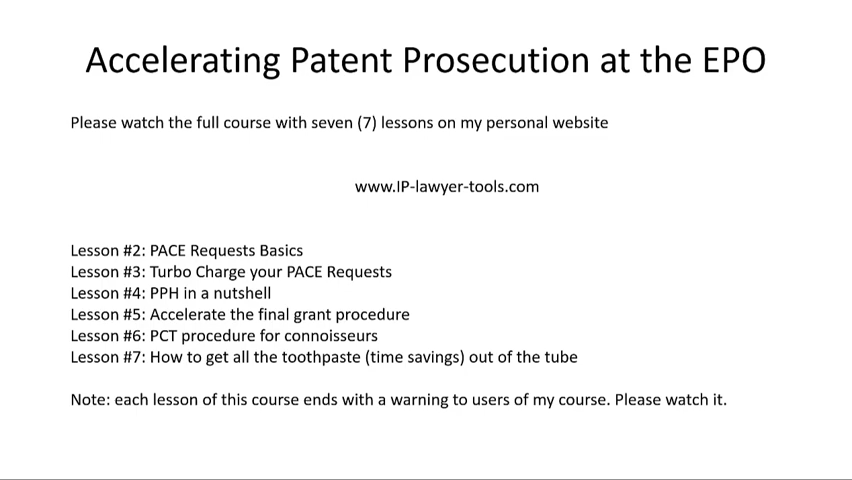 Accelerating Patent Prosecution at the EPO
Please watch the full course with seven (7) lessons on my personal website
www.IP-lawyer-tools.com
Lesson #2: PACE Requests Basics
Lesson #3: Turbo Charge your PACE Requests
Lesson #4: PPH in a nutshell
Lesson #5: Accelerate the final grant procedure
Lesson #6: PCT procedure for connoisseurs
Lesson #7: How to get all the toothpaste (time savings) out of the tube
Note: each lesson of this course ends with a warning to users of my course. Please watch it.